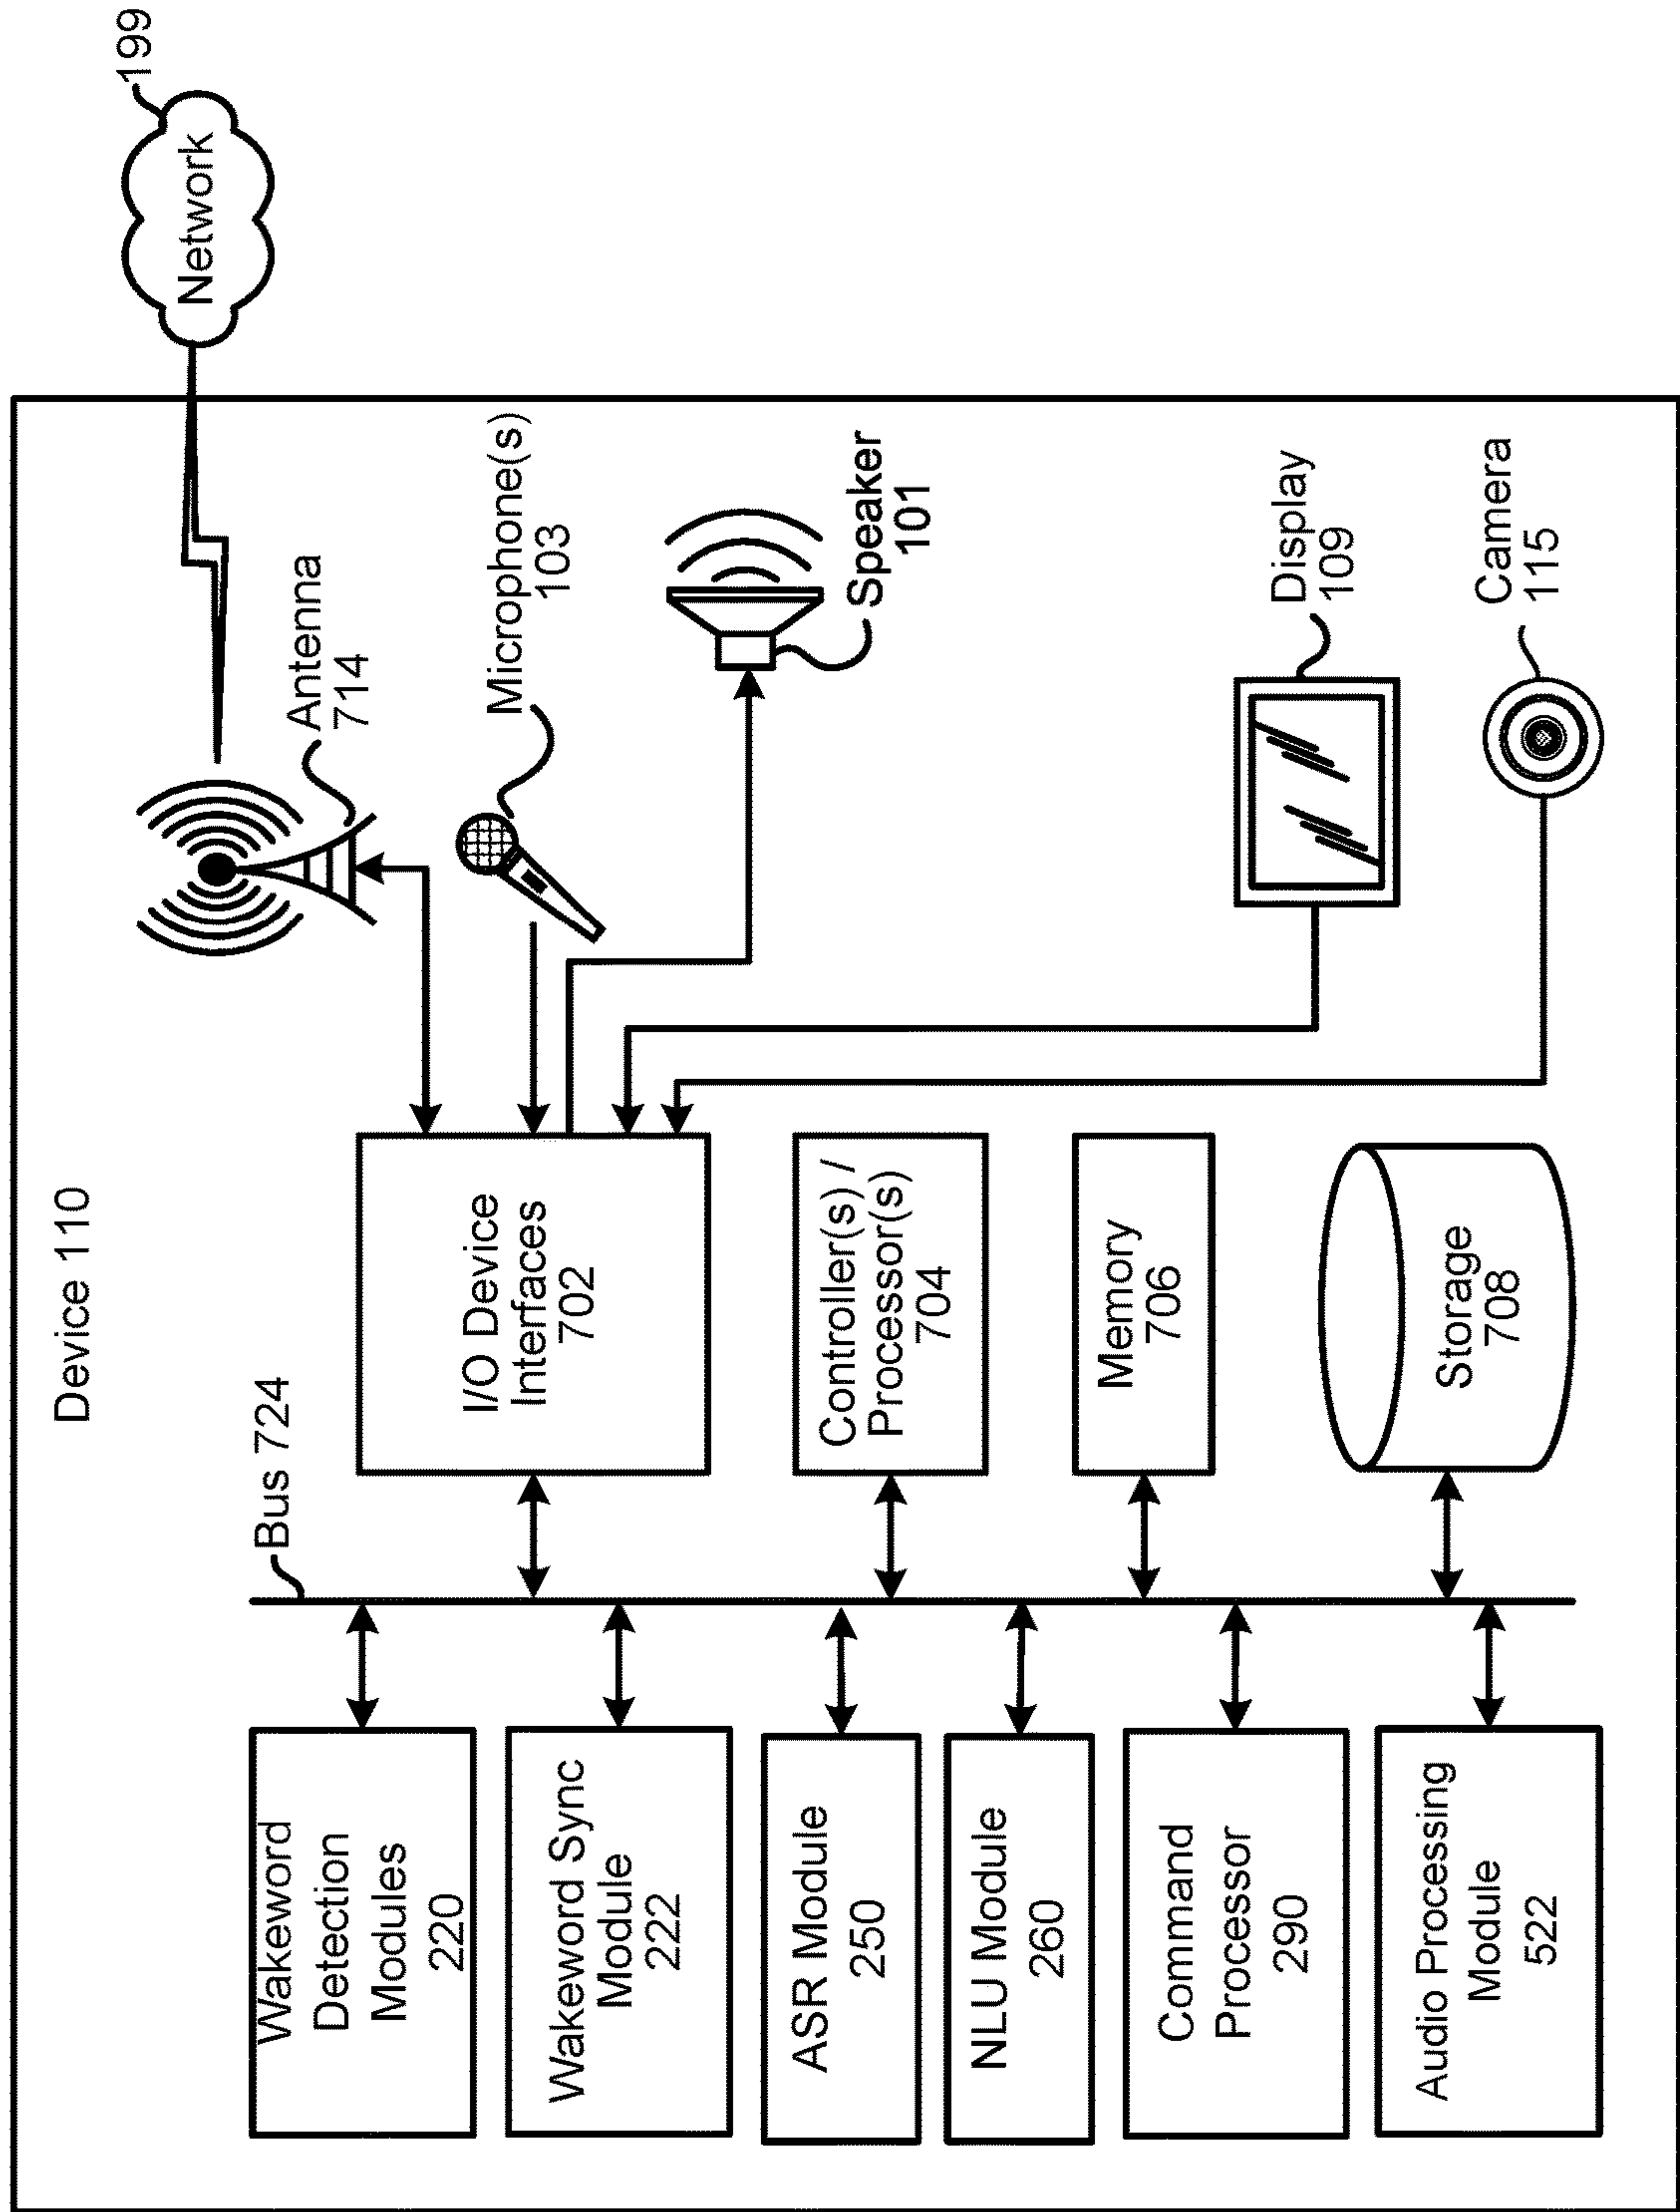 Device 110
Bus 724
Wakeword
Detection
Modules
220
Wakeword Sync
Module
222
ASR Module
250
NLU Module
260
Command
Processor
290
Audio Processing
Module
522
I/O Device
Interfaces
702
Controller(s) /
Processor(s)
704
Memory
706
Storage
708
Antenna
714
Microphone(s)
103
Speaker
101
Display
109
Camera
115
Network
199